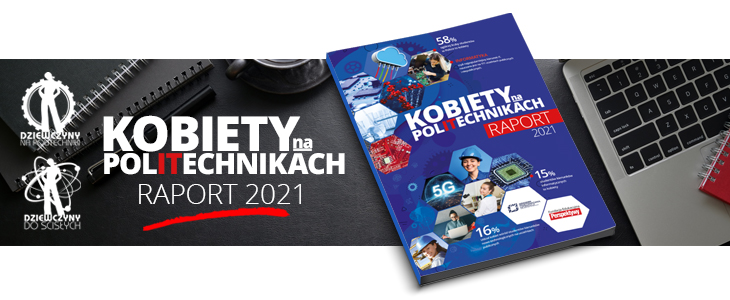 DZIEWCZYNY
NA POLITECHNIKI
DZIEWCZYNY
DO ŚCISŁYCH
KOBIETY na
POLITECHNIKACH
RAPORT 2021
58%
KOBIETY na
POLITECHNIKACH
RAPORT
2021
5G
15%
16%
Perspektywy